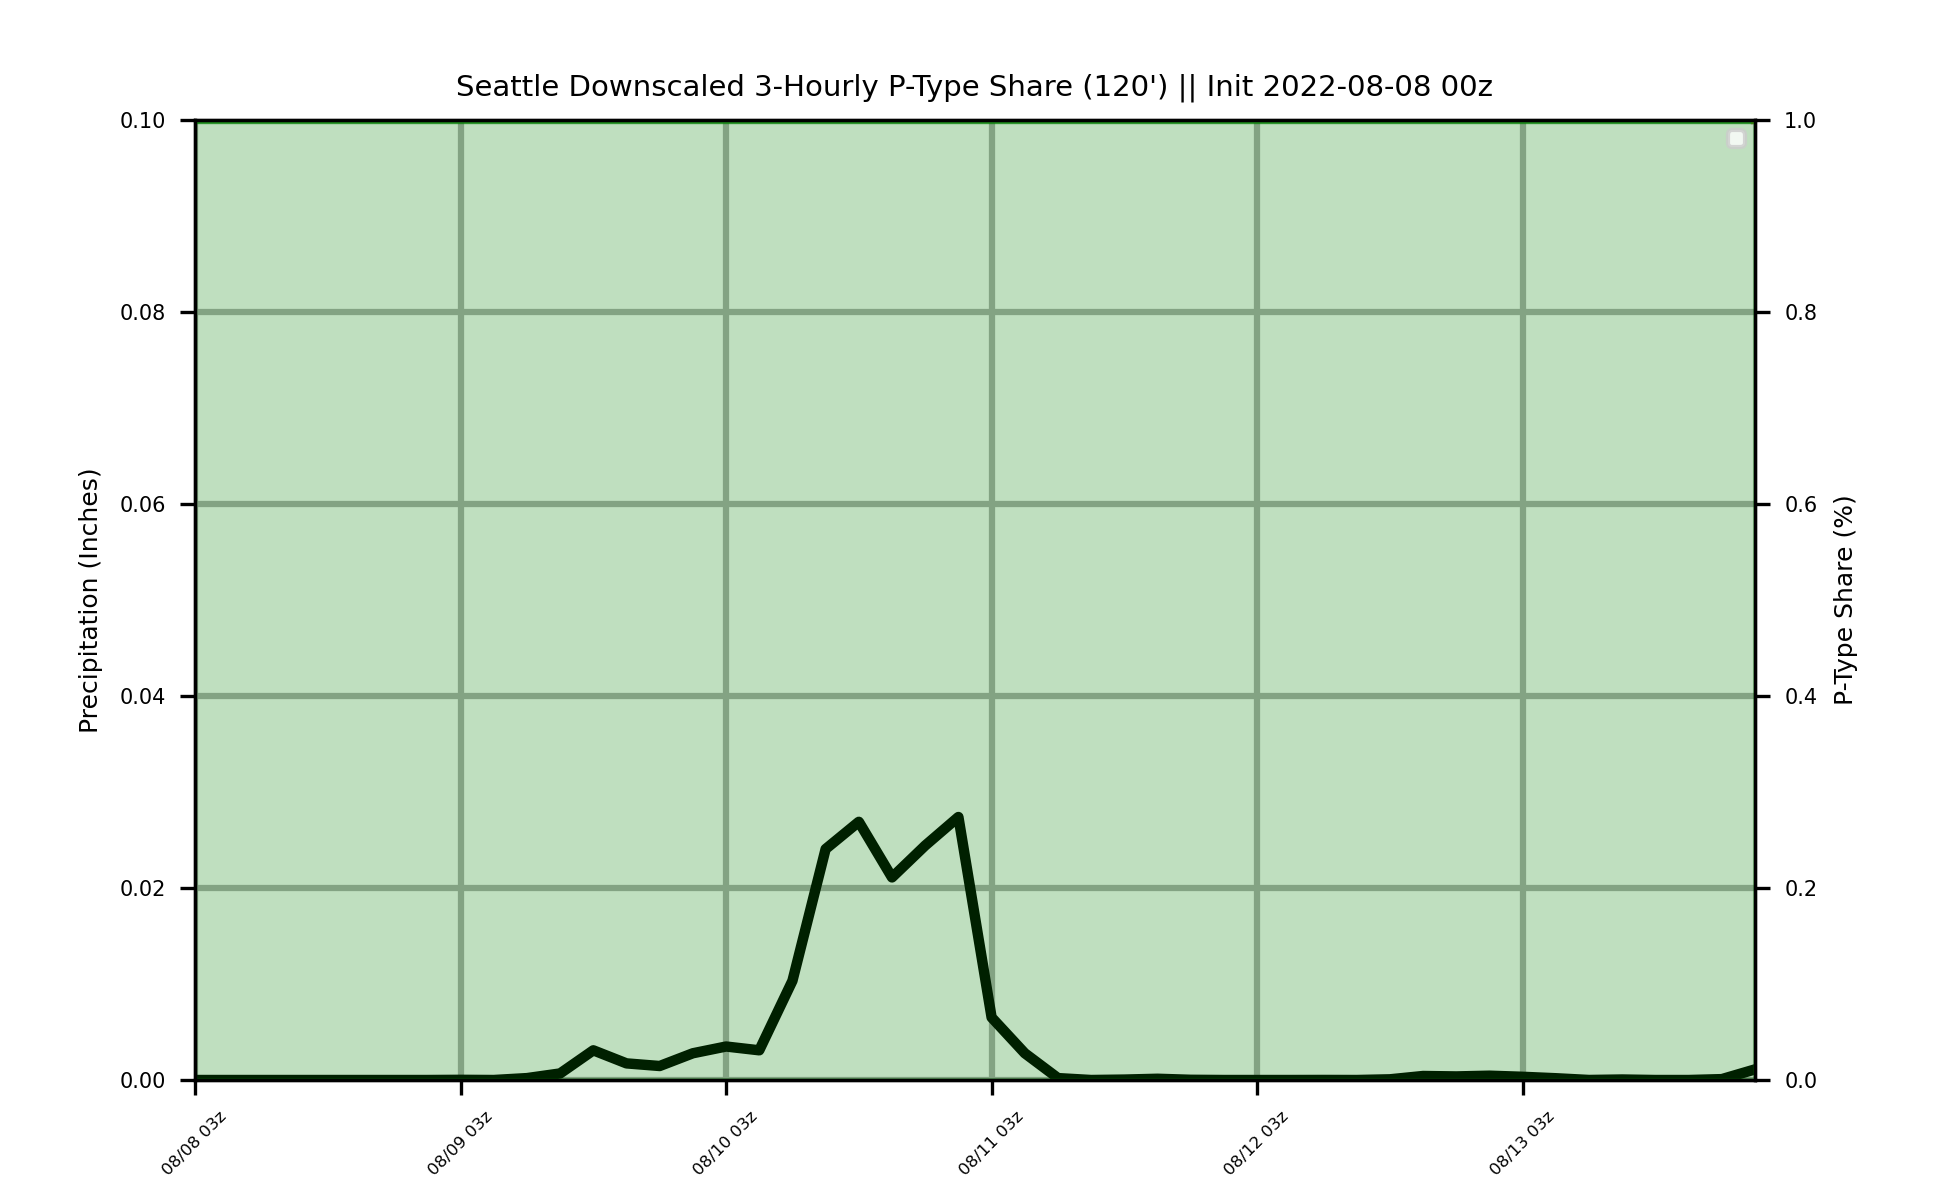 Seattle Downscaled 3-Hourly P-Type Share (120') || Init 2022-08-08 00z
Precipitation (Inches)
0.10
0.08
0.06
0.04
0.02
0.00
1.0
0.8
0.6
0.4
0.2
0.0
P-Type Share (%)
08/08 03z
08/09 03z
08/10 03z
08/11 03z
08/12 03z
08/13 03z